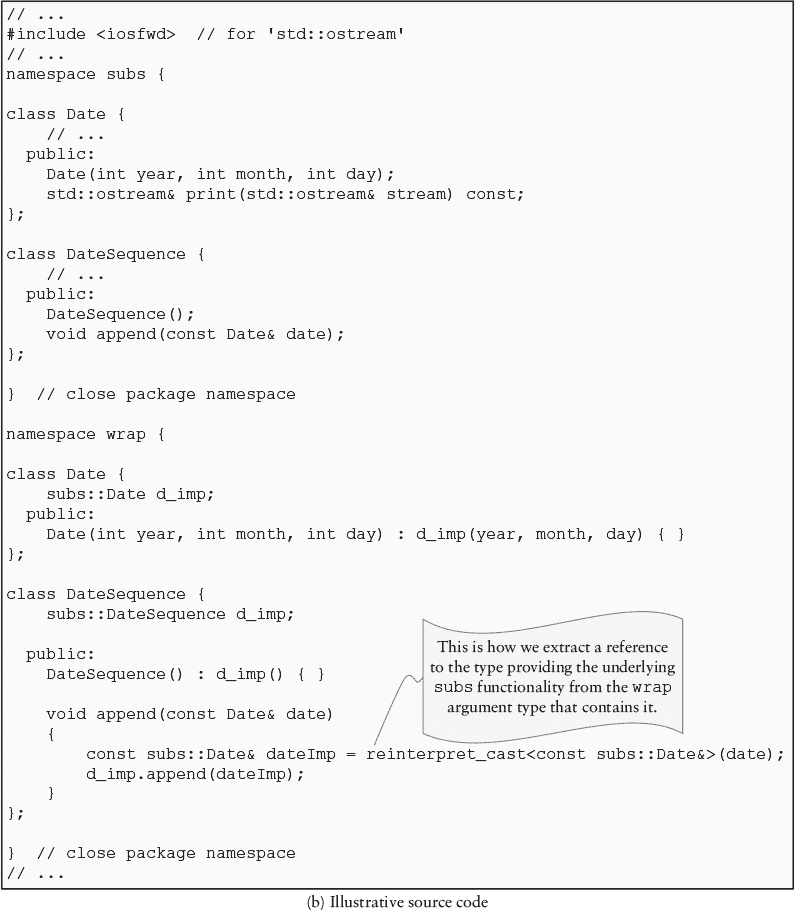 // ...
#include <iosfwd>  // for 'std::ostream'
// ...
namespace subs {

class Date {
    // ...
  public:
    Date(int year, int month, int day);
    std::ostream& print(std::ostream& stream) const;
};

class DateSequence {
    // ...
  public:
    DateSequence();
    void append(const Date& date);
};

}  // close package namespace

namespace wrap {

class Date {
    subs::Date d_imp;
  public:
    Date(int year, int month, int day) : d_imp(year, month, day) { }
};

class DateSequence {
    subs::DateSequence d_imp;

  public:
    DateSequence() : d_imp() { }

    void append(const Date& date)
    {
        const subs::Date& dateImp = reinterpret_cast<const subs::Date&>(date);
        d_imp.append(dateImp);
    }
};

}  // close package namespace
// ...
This is how we extract a reference
to the type providing the underlying
subs functionality from the wrap
argument type that contains it.
(b) Illustrative source code